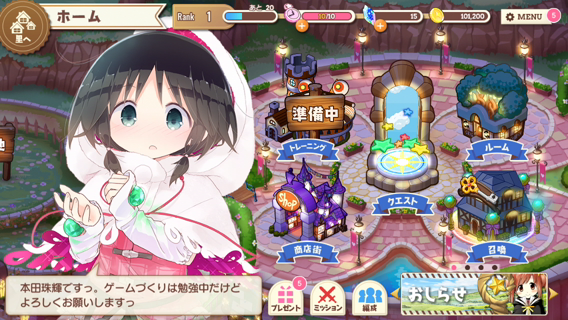 里へ
ホーム
Rank 1
あと 20
10/10
15
101,200
MENU
5
準備中
トレーニング
ルーム
クエスト
SHOP
商店街
召喚
本田珠輝ですっ。ゲームづくりは勉強中だけど
よろしくお願いしますっ
5
プレゼント
ミッション
編成
おしらせ